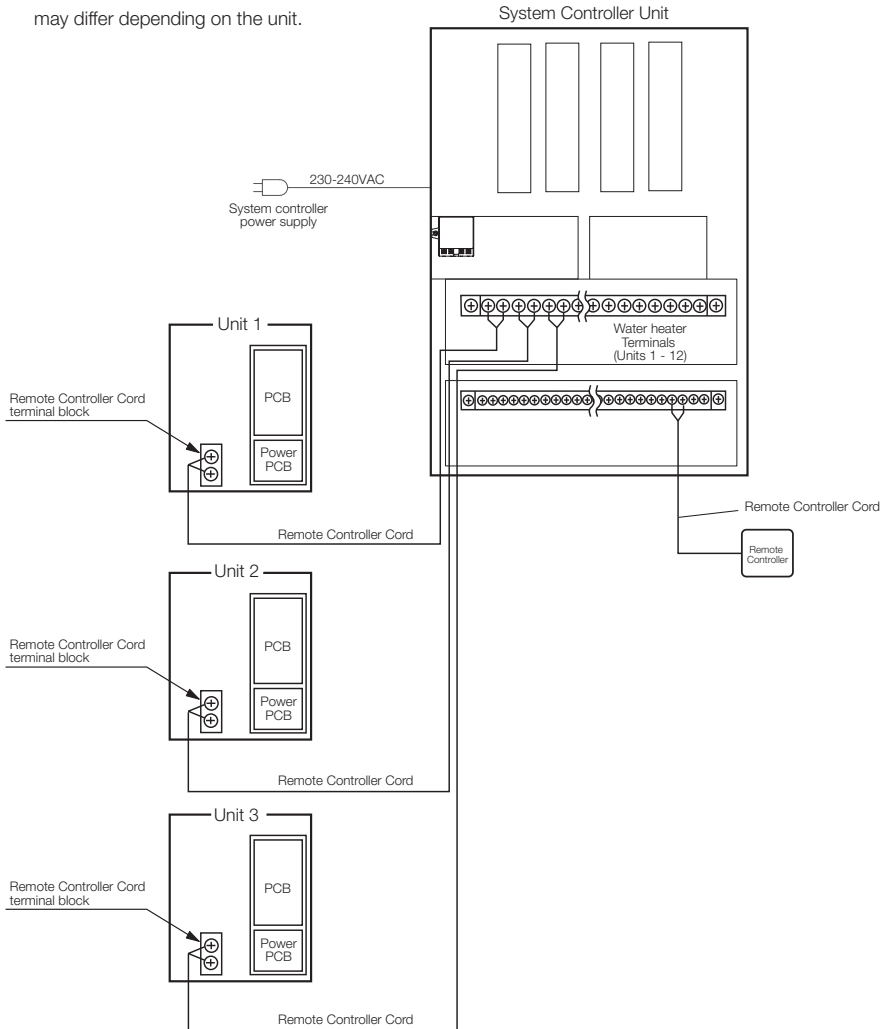 may differ depending on the unit.
System Controller Unit
230-240VAC
System controller
power supply
Water heater
Terminals
(Units 1 - 12)
Unit 1
Remote Controller Cord
terminal block
PCB
Power
PCB
Remote Controller Cord
Remote Controller Cord
Remote
Controller
Unit 2
Remote Controller Cord
terminal block
PCB
Power
PCB
Remote Controller Cord
Unit 3
Remote Controller Cord
terminal block
PCB
Power
PCB
Remote Controller Cord